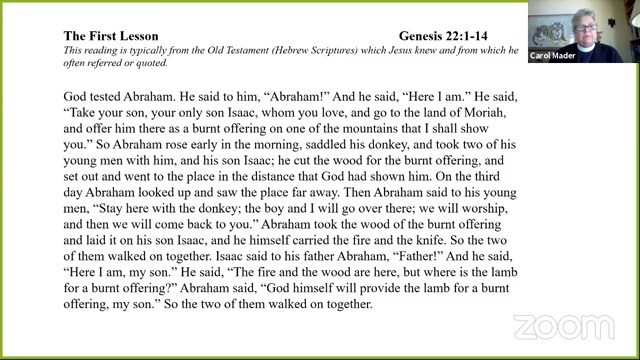 The First Lesson Genesis 22:1-14
This reading is typically from the Old Testament (Hebrew Scriptures) which Jesus knew and from which he
often referred or quoted.
God tested Abraham. He said to him, “Abraham!” And he said, “Here I am.” He said,
“Take your son, your only son Isaac, whom you love, and go to the land of Moriah,
and offer him there as a burnt offering on one of the mountains that I shall show
you.” So Abraham rose early in the morning, saddled his donkey, and took two of his
young men with him, and his son Isaac; he cut the wood for the burnt offering, and
set out and went to the place in the distance that God had shown him. On the third
day Abraham looked up and saw the place far away. Then Abraham said to his young
men, “Stay here with the donkey; the boy and I will go over there; we will worship,
and then we will come back to you.” Abraham took the wood of the burnt offering
and laid it on his son Isaac, and he himself carried the fire and the knife. So the two
of them walked on together. Isaac said to his father Abraham, “Father!” And he said,
“Here I am, my son.” He said, “The fire and the wood are here, but where is the lamb
for a burnt offering?” Abraham said, “God himself will provide the lamb for a burnt
offering, my son.” So the two of them walked on together.
Carol Mader
zoom